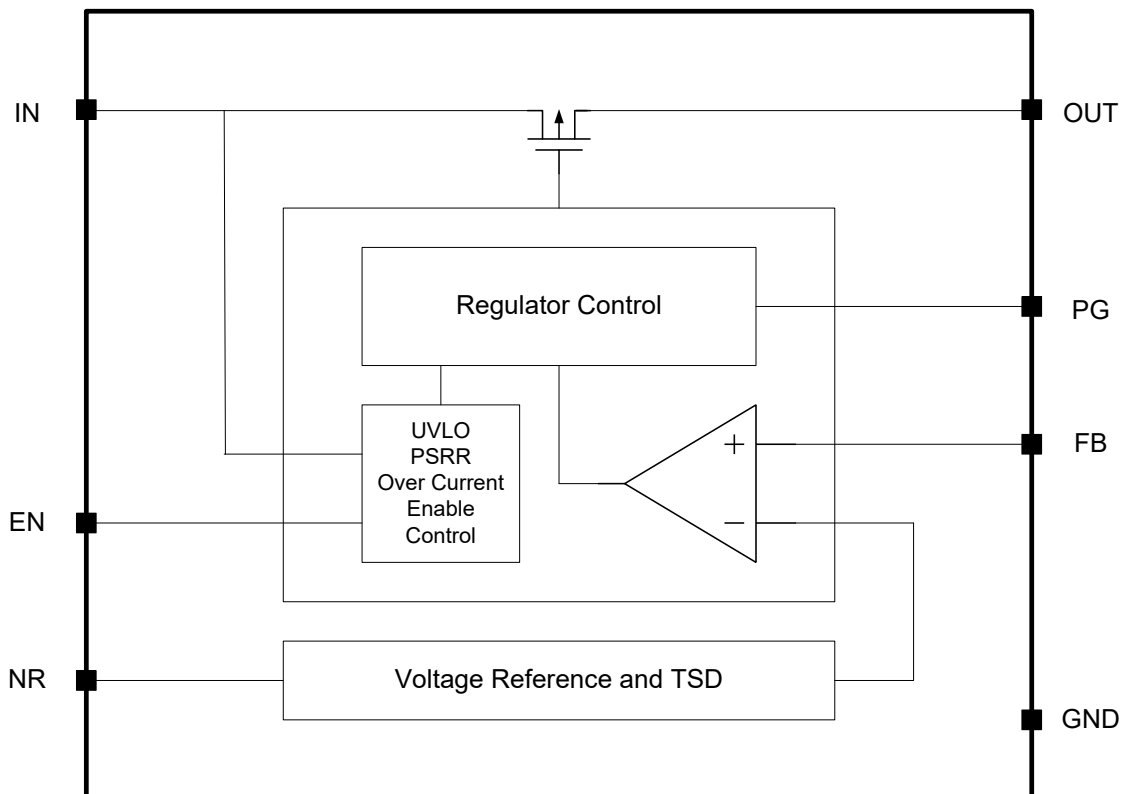 IN
OUT
Regulator Control
PG
UVLO
PSRR
Over Current
Enable
Control
+
−
FB
EN
NR
Voltage Reference and TSD
GND